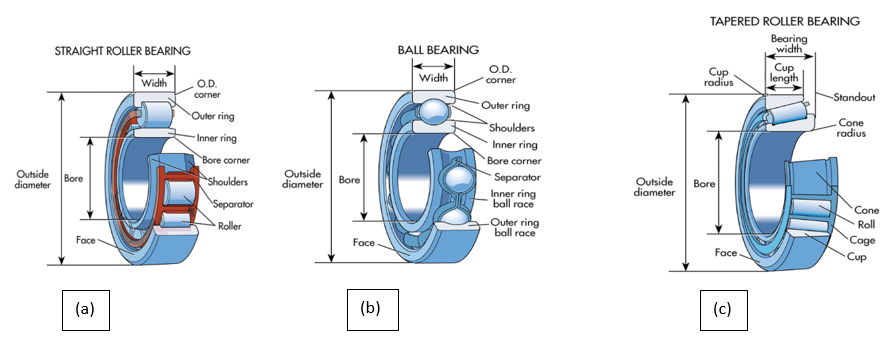 STRAIGHT ROLLER BEARING
Width
O.D.
corner
Outer ring
Inner ring
Bore corner
Shoulders
Separator
Roller
Outside
diameter
Bore
Face
(a)
BALL BEARING
Width
O.D.
corner
Outer ring
Shoulders
Inner ring
Bore corner
Separator
Inner ring
ball race
Outer ring
ball race
Outside
diameter
Bore
Face
(b)
TAPERED ROLLER BEARING
Bearing
width
Cup
radius
Cup
length
Standout
Cone
radius
Outside
diameter
Bore
Cone
Roll
Cage
Cup
Face
(c)